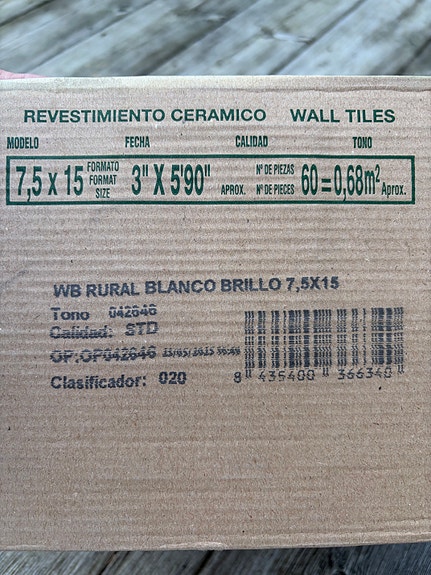 REVESTIMIENTO CERAMICO WALL TILES
MODELO FECHA CALIDAD TONO
7,5 x 15 FORMATO FORMAT SIZE 3" X 5'90" APROX. Nº DE PIEZAS Nº DE PIECES 60=0,68m² Aprox.
WB RURAL BLANCO BRILLO 7,5X15
Tono 042646
Calidad: STD
OP:OP042646
Clasificador: 020
8 435400 366340